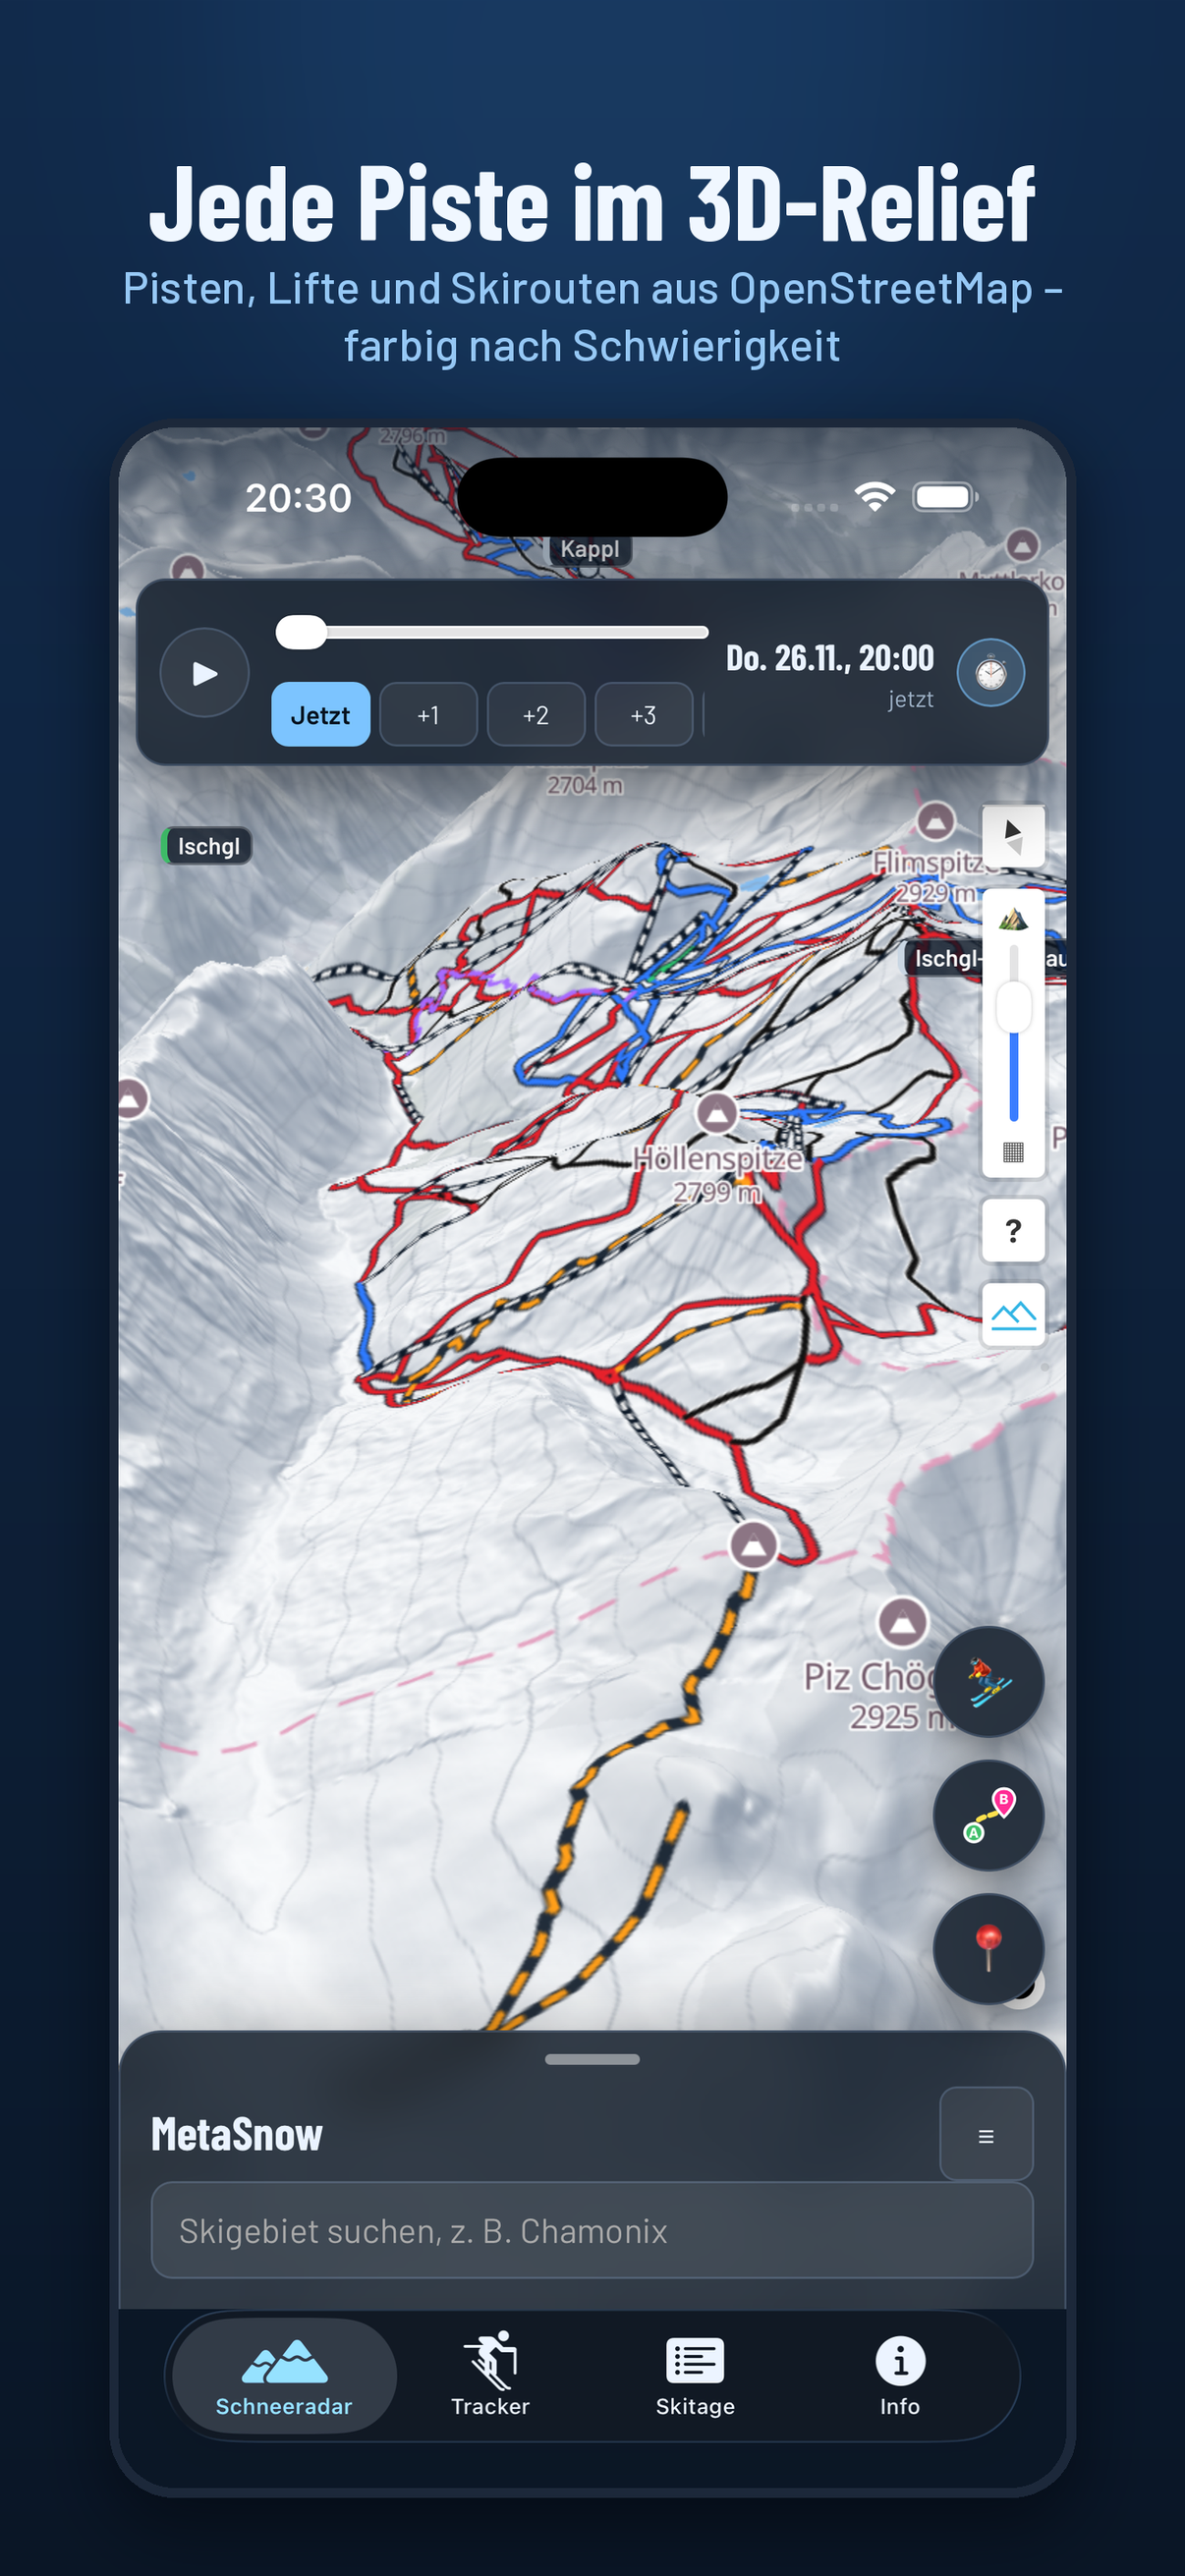 Jede Piste im 3D-Relief
Pisten, Lifte und Skirouten aus OpenStreetMap –
farbig nach Schwierigkeit
2796 m
20:30
Kappl
Do. 26.11., 20:00
jetzt
Jetzt
+1
+2
+3
2704 m
Ischgl
Flimspitze
2929 m
Ischgl-
Höllenspitze
2799 m
?
Piz
2925 m
B
A
MetaSnow
≡
Skigebiet suchen, z. B. Chamonix
Schneeradar
Tracker
Skitage
Info